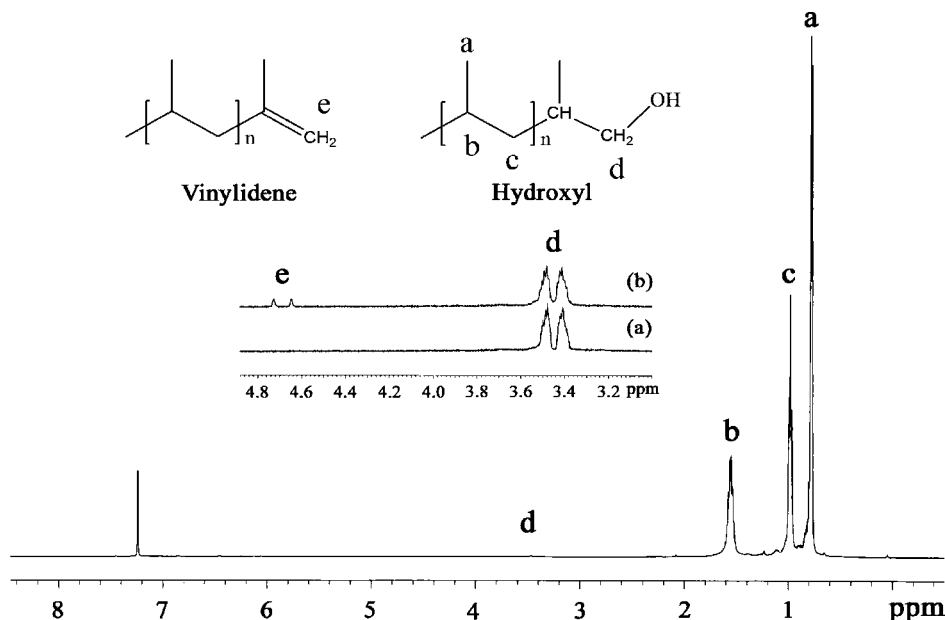 a
a
OH
e
CH
n
CH₂
n
CH₂
b
c
d
Vinylidene
Hydroxyl
d
e
(b)
c
(a)
4.8 4.6 4.4 4.2 4.0 3.8 3.6 3.4 3.2 ppm
b
d
8 7 6 5 4 3 2 1 ppm